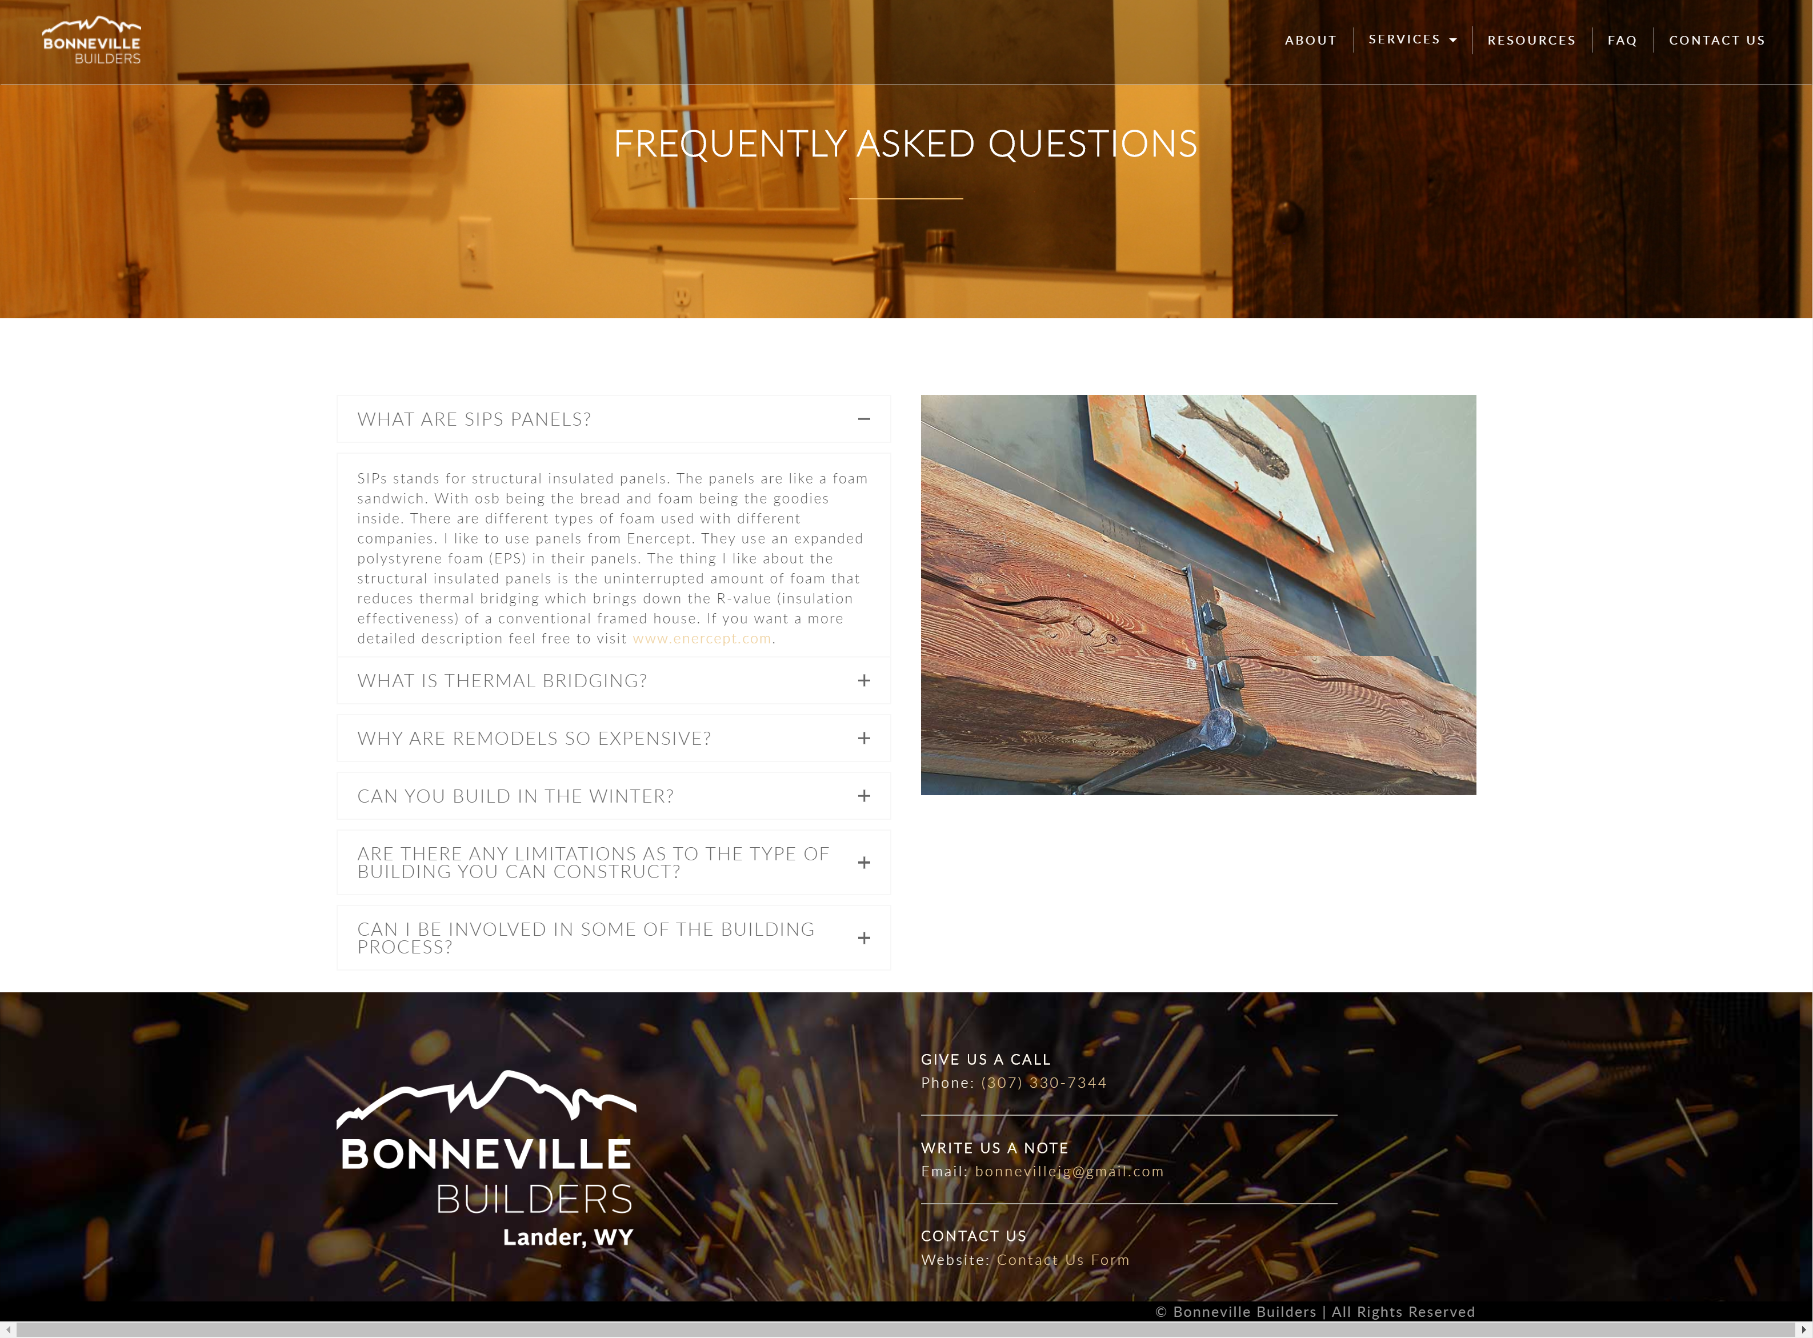 BONNEVILLE
BUILDERS
ABOUT
SERVICES
RESOURCES
FAQ
CONTACT US
FREQUENTLY ASKED QUESTIONS
WHAT ARE SIPS PANELS?
SIPs stands for structural insulated panels. The panels are like a foam
sandwich. With osb being the bread and foam being the goodies
inside. There are different types of foam used with different
companies. I like to use panels from Enercept. They use an expanded
polystyrene foam (EPS) in their panels. The thing I like about the
structural insulated panels is the uninterrupted amount of foam that
reduces thermal bridging which brings down the R-value (insulation
effectiveness) of a conventional framed house. If you want a more
detailed description feel free to visit www.enercept.com.
WHAT IS THERMAL BRIDGING?
WHY ARE REMODELS SO EXPENSIVE?
CAN YOU BUILD IN THE WINTER?
ARE THERE ANY LIMITATIONS AS TO THE TYPE OF
BUILDING YOU CAN CONSTRUCT?
CAN I BE INVOLVED IN SOME OF THE BUILDING
PROCESS?
BONNEVILLE
BUILDERS
Lander, WY
GIVE US A CALL
Phone: (307) 330-7344
WRITE US A NOTE
Email: bonnevillejg@gmail.com
CONTACT US
Website: Contact Us Form
© Bonneville Builders | All Rights Reserved